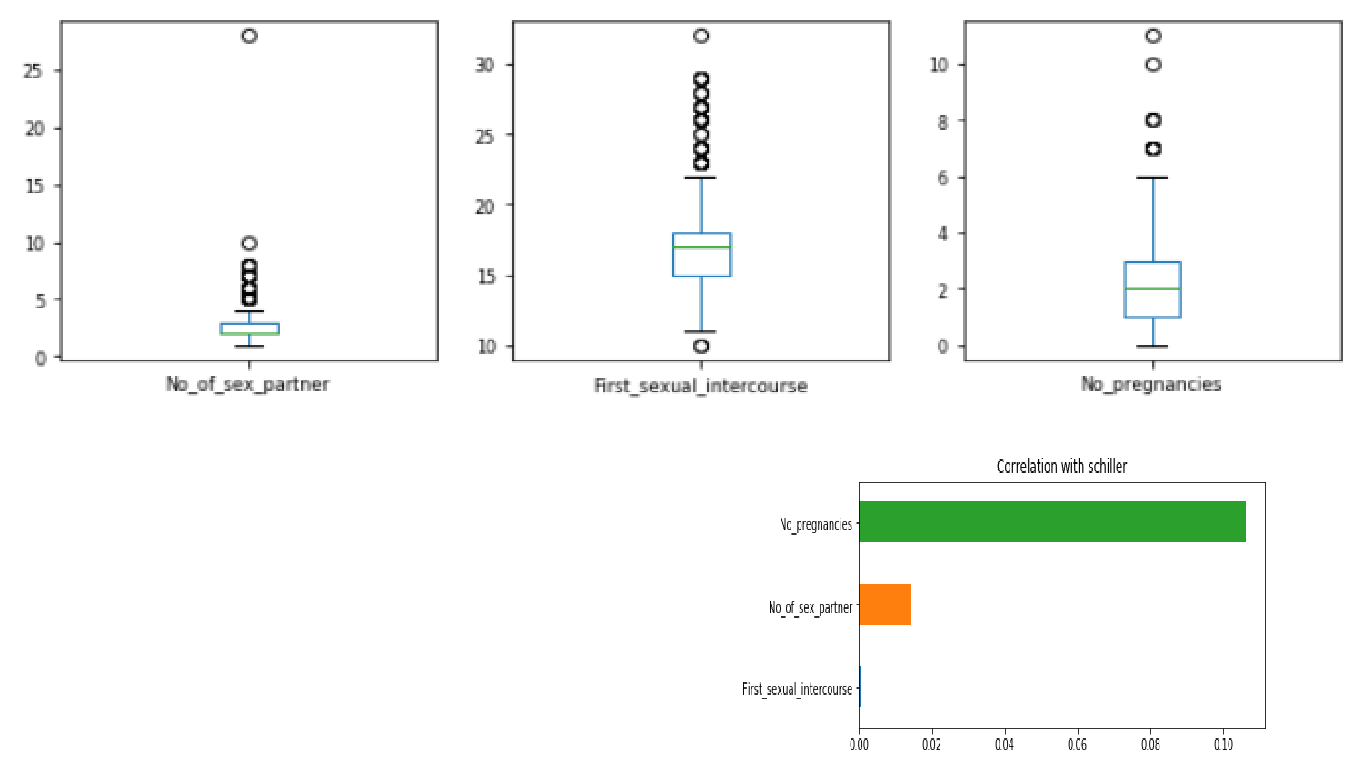 25
20
15
10
5
0
No_of_sex_partner
30
25
20
15
10
First_sexual_intercourse
10
8
6
4
2
0
No_pregnancies
Correlation with schiller
No_pregnancies
No_of_sex_partner
First_sexual_intercourse
0.00 0.02 0.04 0.06 0.08 0.10